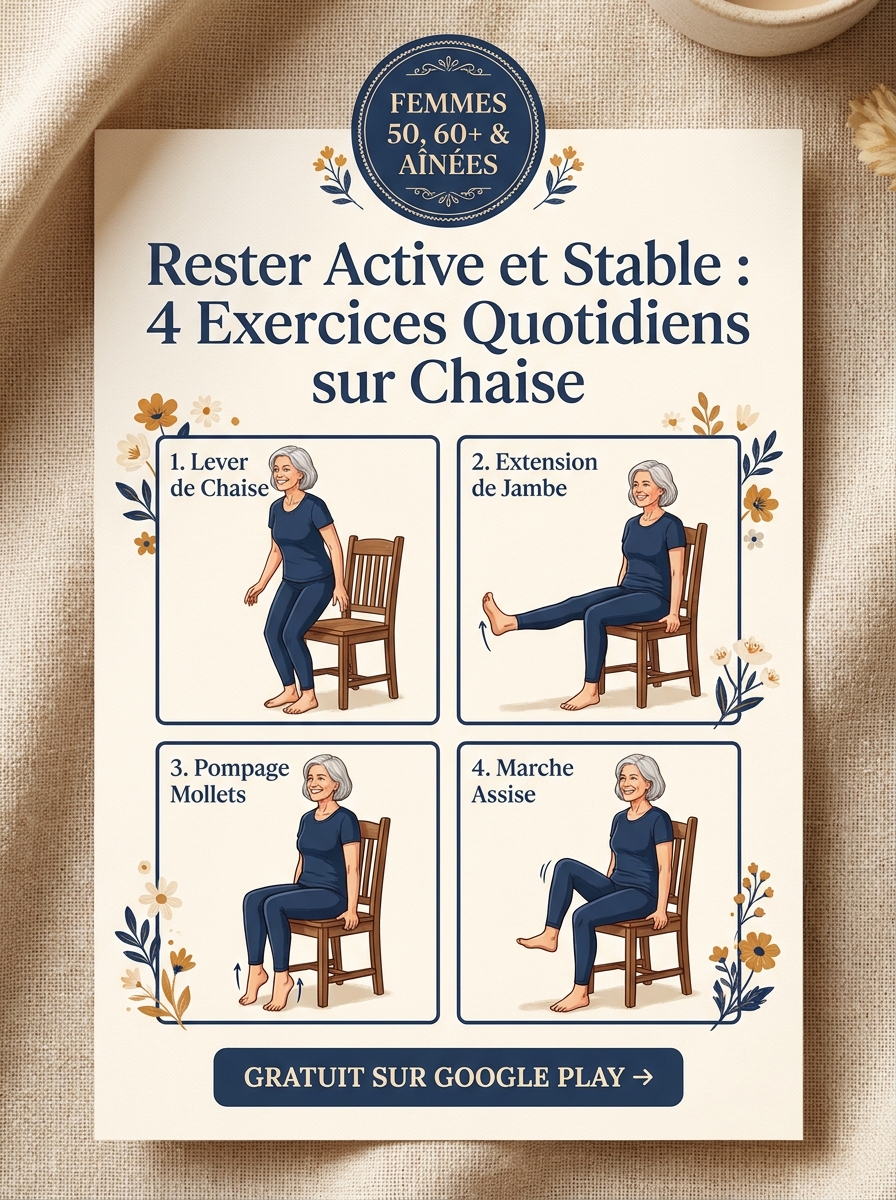 FEMMES
50, 60+ &
AÎNÉES
Rester Active et Stable :
4 Exercices Quotidiens
sur Chaise
1. Lever
de Chaise
2. Extension
de Jambe
3. Pompage
Mollets
4. Marche
Assise
GRATUIT SUR GOOGLE PLAY →